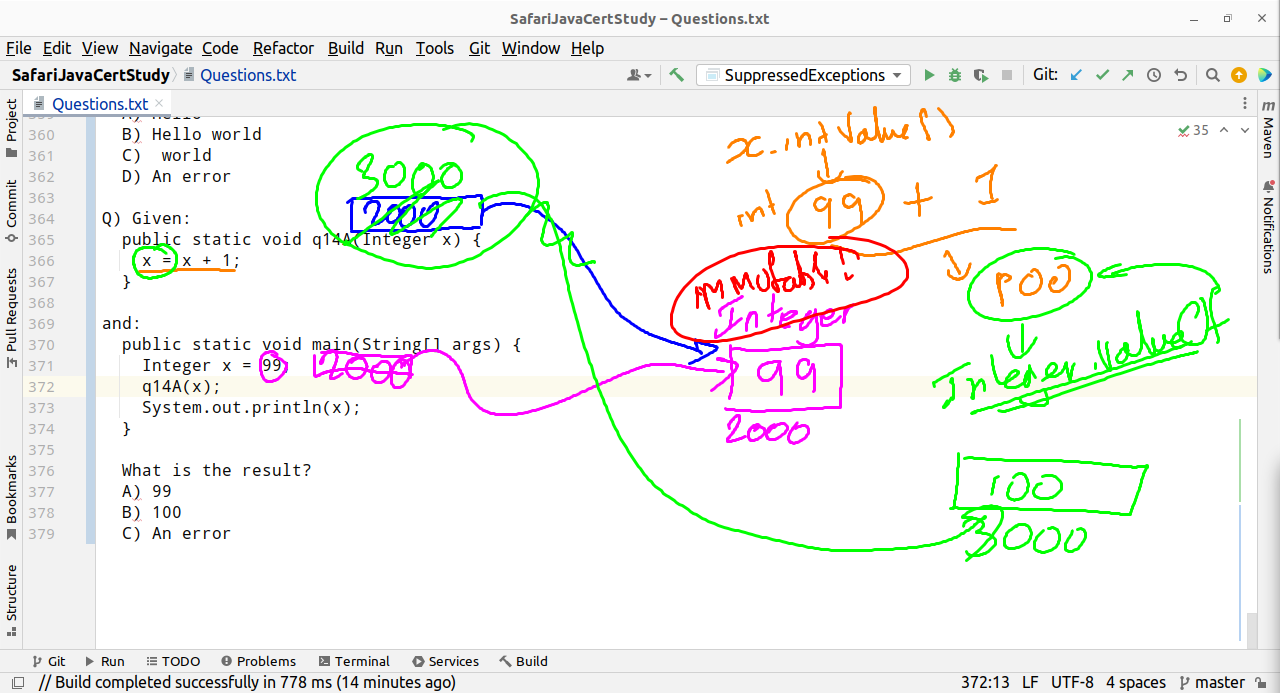 SafariJavaCertStudy – Questions.txt
File Edit View Navigate Code Refactor Build Run Tools Git Window Help
SafariJavaCertStudy Questions.txt SuppressedExceptions Git:
Questions.txt
35
360 B) Hello world
361 C)  world
362 D) An error
363
364 Q) Given:
365 public static void q14A(Integer x) {
366 x = x + 1;
367 }
368
369 and:
370 public static void main(String[] args) {
371 Integer x = 99;
372 q14A(x);
373 System.out.println(x);
374 }
375
376 What is the result?
377 A) 99
378 B) 100
379 C) An error
3000
2000
x.intValue()
int 99 + 1
immutable!
Integer
99
2000
2000
100
Integer.valueOf
100
3000
Project
Commit
Pull Requests
Bookmarks
Structure
m Maven
Notifications
Git Run TODO Problems Terminal Services Build
// Build completed successfully in 778 ms (14 minutes ago) 372:13 LF UTF-8 4 spaces master